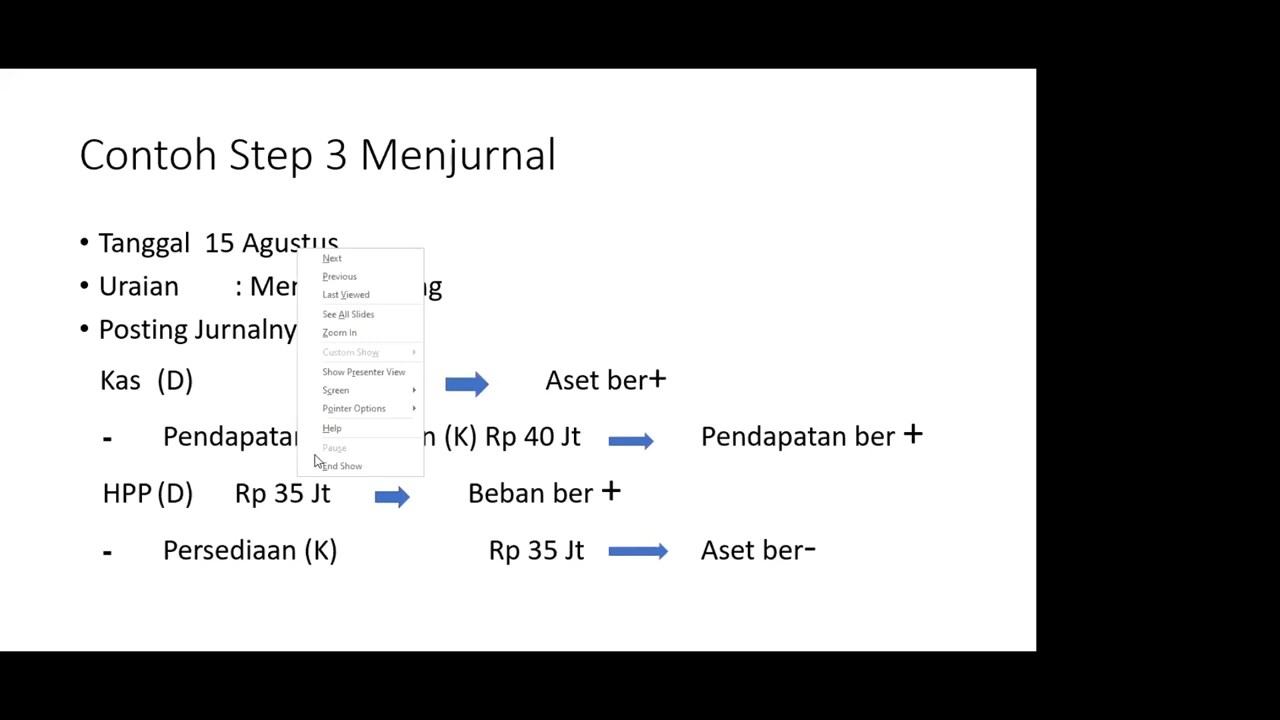 Contoh Step 3 Menjurnal
• Tanggal 15 Agustus
• Uraian : Men ng
• Posting Jurnalny
Kas (D) Aset ber+
- Pendapatan n (K) Rp 40 Jt Pendapatan ber +
HPP (D) Rp 35 Jt Beban ber +
- Persediaan (K) Rp 35 Jt Aset ber-
Next
Previous
Last Viewed
See All Slides
Zoom In
Custom Show
Show Presenter View
Screen
Pointer Options
Help
Pause
End Show